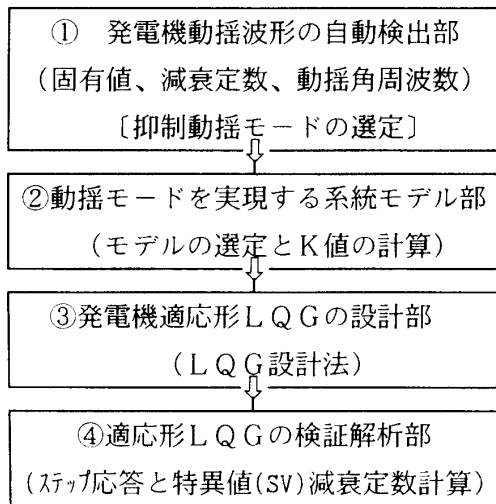 ① 発電機動揺波形の自動検出部
(固有値、減衰定数、動揺角周波数)
〔抑制動揺モードの選定〕
②動揺モードを実現する系統モデル部
(モデルの選定とK値の計算)
③発電機適応形LQGの設計部
(LQG設計法)
④適応形LQGの検証解析部
(ステップ応答と特異値(SV)減衰定数計算)